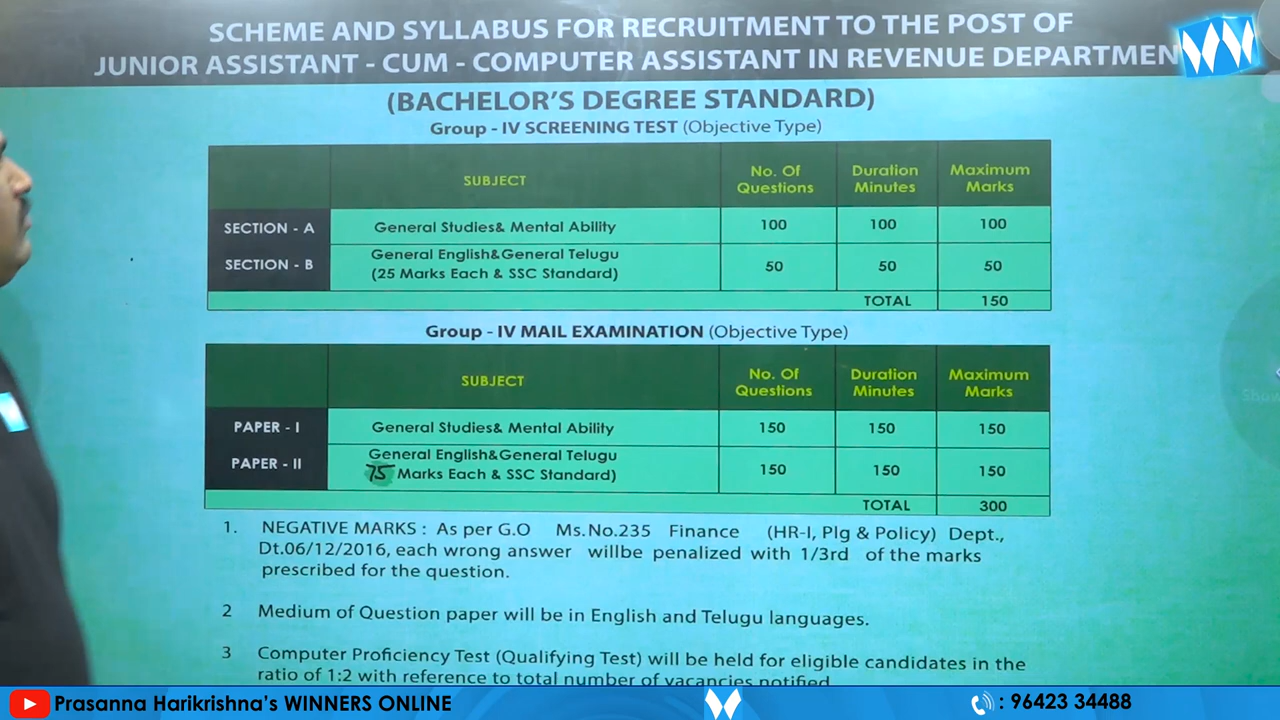 SCHEME AND SYLLABUS FOR RECRUITMENT TO THE POST OF
JUNIOR ASSISTANT - CUM - COMPUTER ASSISTANT IN REVENUE DEPARTMEN
(BACHELOR'S DEGREE STANDARD)
Group - IV SCREENING TEST (Objective Type)
SUBJECT No. Of Questions Duration Minutes Maximum Marks
SECTION - A General Studies& Mental Ability 100 100 100
SECTION - B General English&General Telugu 50 50 50
(25 Marks Each & SSC Standard)
TOTAL 150
Group - IV MAIL EXAMINATION (Objective Type)
SUBJECT No. Of Questions Duration Minutes Maximum Marks
PAPER - I General Studies& Mental Ability 150 150 150
PAPER - II General English&General Telugu 150 150 150
75 Marks Each & SSC Standard)
TOTAL 300
1. NEGATIVE MARKS : As per G.O Ms.No.235 Finance (HR-I, Plg & Policy) Dept.,
Dt.06/12/2016, each wrong answer willbe penalized with 1/3rd of the marks
prescribed for the question.
2 Medium of Question paper will be in English and Telugu languages.
3 Computer Proficiency Test (Qualifying Test) will be held for eligible candidates in the
ratio of 1:2 with reference to total number of vacancies notified
Prasanna Harikrishna's WINNERS ONLINE
: 96423 34488